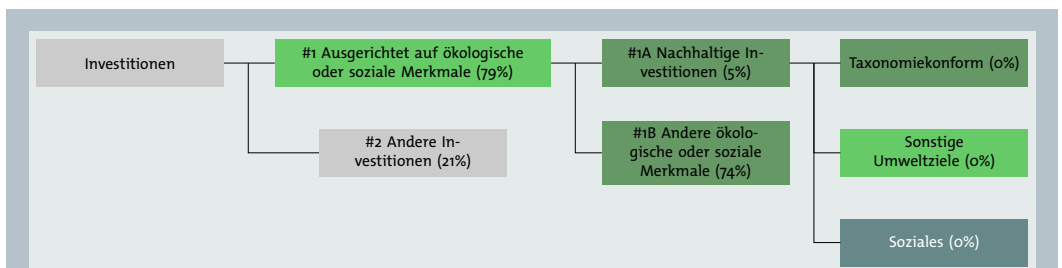 Investitionen
#1 Ausgerichtet auf ökologische
oder soziale Merkmale (79%)
#1A Nachhaltige In-
vestitionen (5%)
Taxonomiekonform (0%)
#2 Andere In-
vestitionen (21%)
#1B Andere ökolo-
gische oder soziale
Merkmale (74%)
Sonstige
Umweltziele (0%)
Soziales (0%)